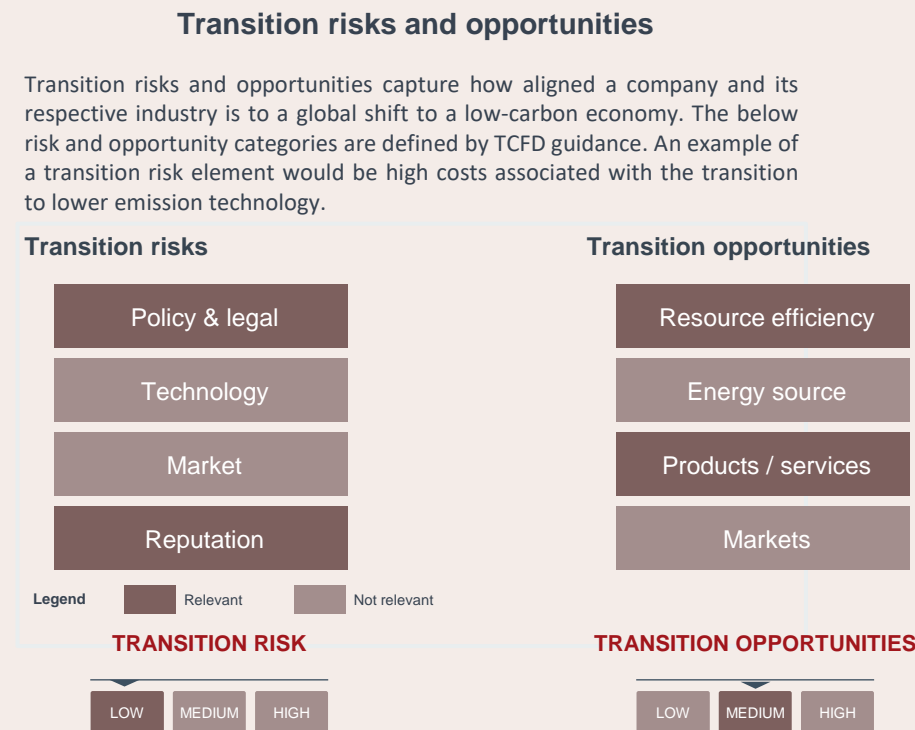 Transition risks and opportunities
Transition risks and opportunities capture how aligned a company and its
respective industry is to a global shift to a low-carbon economy. The below
risk and opportunity categories are defined by TCFD guidance. An example of
a transition risk element would be high costs associated with the transition
to lower emission technology.
Transition risks
Policy & legal
Technology
Market
Reputation
Transition opportunities
Resource efficiency
Energy source
Products / services
Markets
Legend
Relevant
Not relevant
TRANSITION RISK
LOW
MEDIUM
HIGH
TRANSITION OPPORTUNITIES
LOW
MEDIUM
HIGH